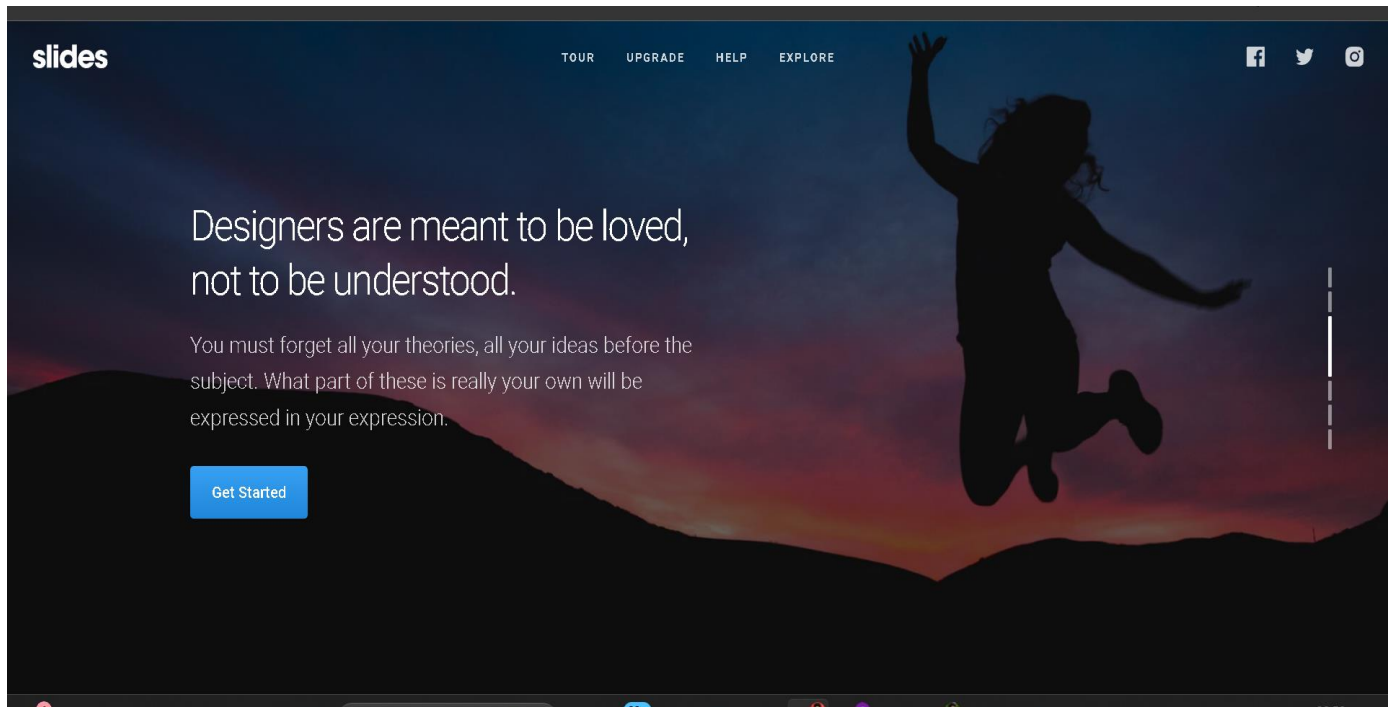 slides
TOUR UPGRADE HELP EXPLORE
Designers are meant to be loved,
not to be understood.
You must forget all your theories, all your ideas before the
subject. What part of these is really your own will be
expressed in your expression.
Get Started